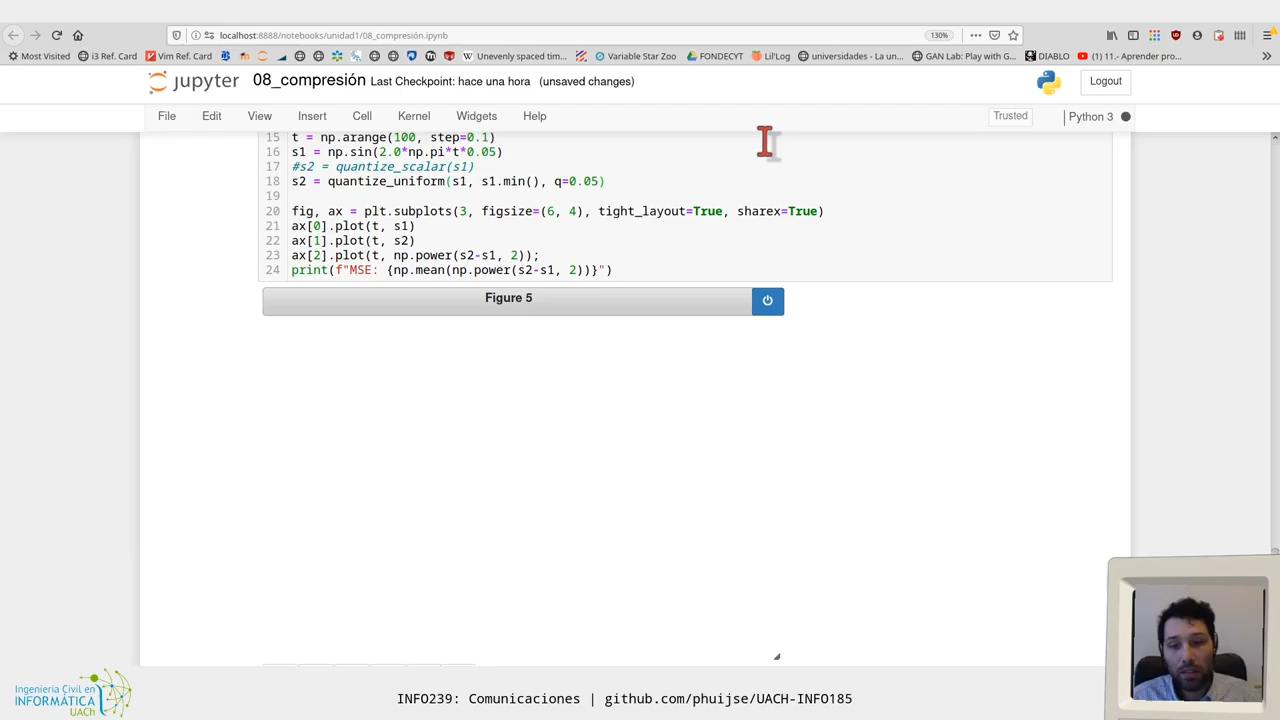 localhost:8888/notebooks/unidad1/08_compresión.ipynb
130%
Most Visited
i3 Ref. Card
Vim Ref. Card
Unevenly spaced tim...
Variable Star Zoo
FONDECYT
Lil'Log
universidades - La un...
GAN Lab: Play with G...
DIABLO
(1) 11.- Aprender pro...
jupyter
08_compresión
Last Checkpoint: hace una hora
(unsaved changes)
Logout
File
Edit
View
Insert
Cell
Kernel
Widgets
Help
Trusted
Python 3
15 t = np.arange(100, step=0.1)
16 s1 = np.sin(2.0*np.pi*t*0.05)
17 #s2 = quantize_scalar(s1)
18 s2 = quantize_uniform(s1, s1.min(), q=0.05)
19
20 fig, ax = plt.subplots(3, figsize=(6, 4), tight_layout=True, sharex=True)
21 ax[0].plot(t, s1)
22 ax[1].plot(t, s2)
23 ax[2].plot(t, np.power(s2-s1, 2));
24 print(f"MSE: {np.mean(np.power(s2-s1, 2))}")
Figure 5
Ingeniería Civil en
INFORMÁTICA
UACh
INFO239: Comunicaciones | github.com/phuijse/UACH-INFO185